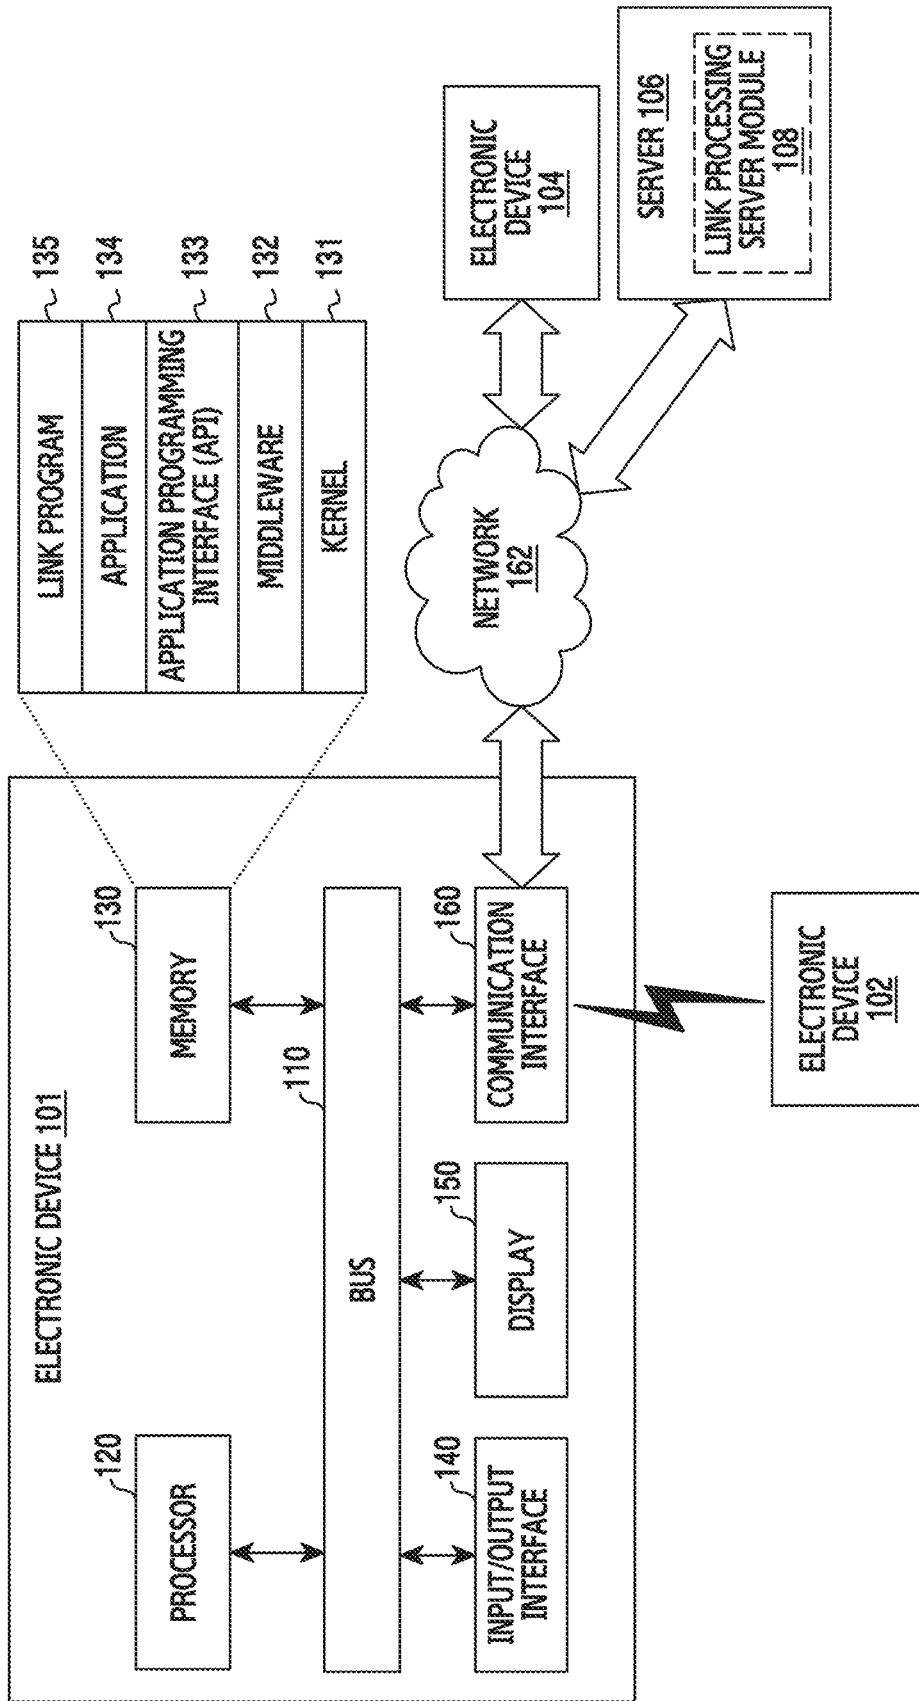 ELECTRONIC DEVICE 101
120
PROCESSOR
130
MEMORY
110
BUS
140
INPUT/OUTPUT
INTERFACE
150
DISPLAY
160
COMMUNICATION
INTERFACE
LINK PROGRAM
135
APPLICATION
134
APPLICATION PROGRAMMING
INTERFACE (API)
133
MIDDLEWARE
132
KERNEL
131
NETWORK
162
ELECTRONIC
DEVICE
102
ELECTRONIC
DEVICE
104
SERVER 106
LINK PROCESSING
SERVER MODULE
108